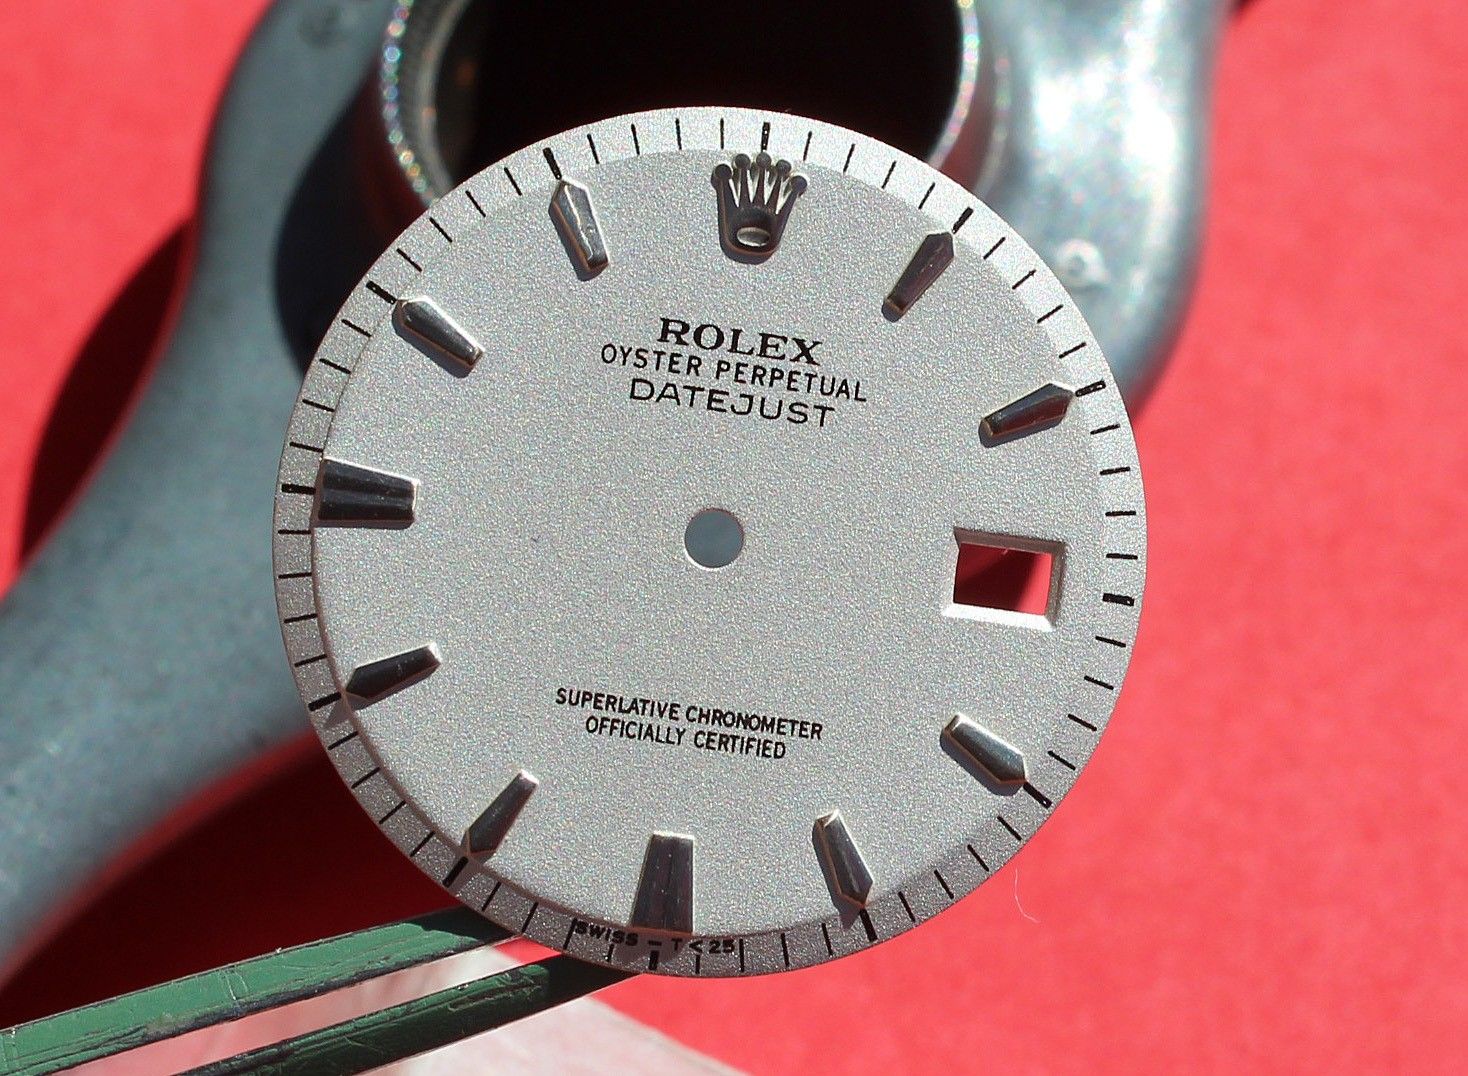 ROLEX
OYSTER PERPETUAL
DATEJUST
SUPERLATIVE CHRONOMETER
OFFICIALLY CERTIFIED
SWISS – T<25